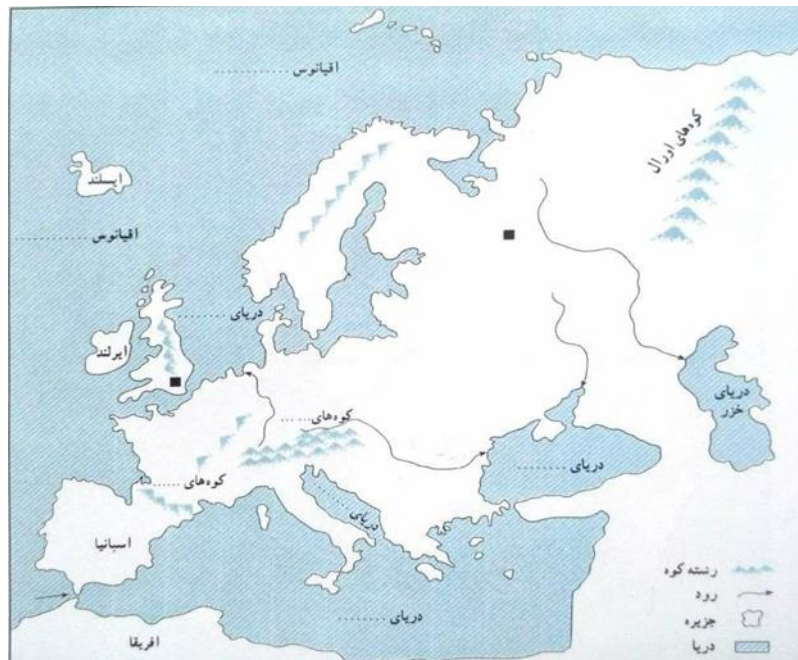 اقیانوس ........
کوه‌های اورال
ایسلند
اقیانوس ........
دریای ........
ایرلند
دریای
خزر
کوه‌های ......
دریای ........
کوه‌های ......
دریای ........
اسپانیا
دریای ........
افریقا
رشته کوه
رود
جزیره
دریا